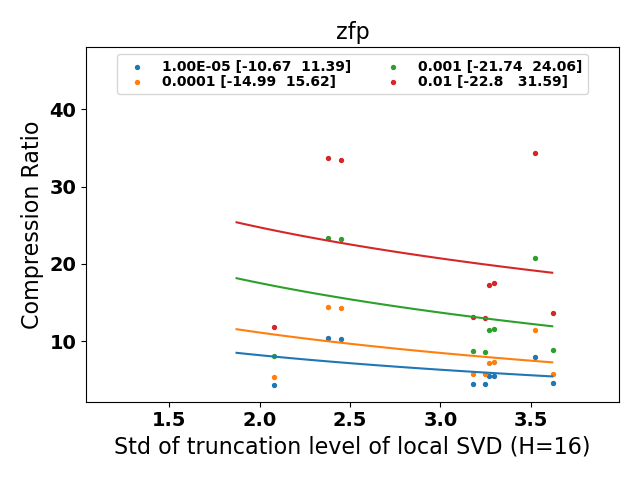 zfp
1.00E-05 [-10.67  11.39]
0.0001 [-14.99  15.62]
0.001 [-21.74  24.06]
0.01 [-22.8   31.59]
40
30
20
10
Compression Ratio
1.5 2.0 2.5 3.0 3.5
Std of truncation level of local SVD (H=16)